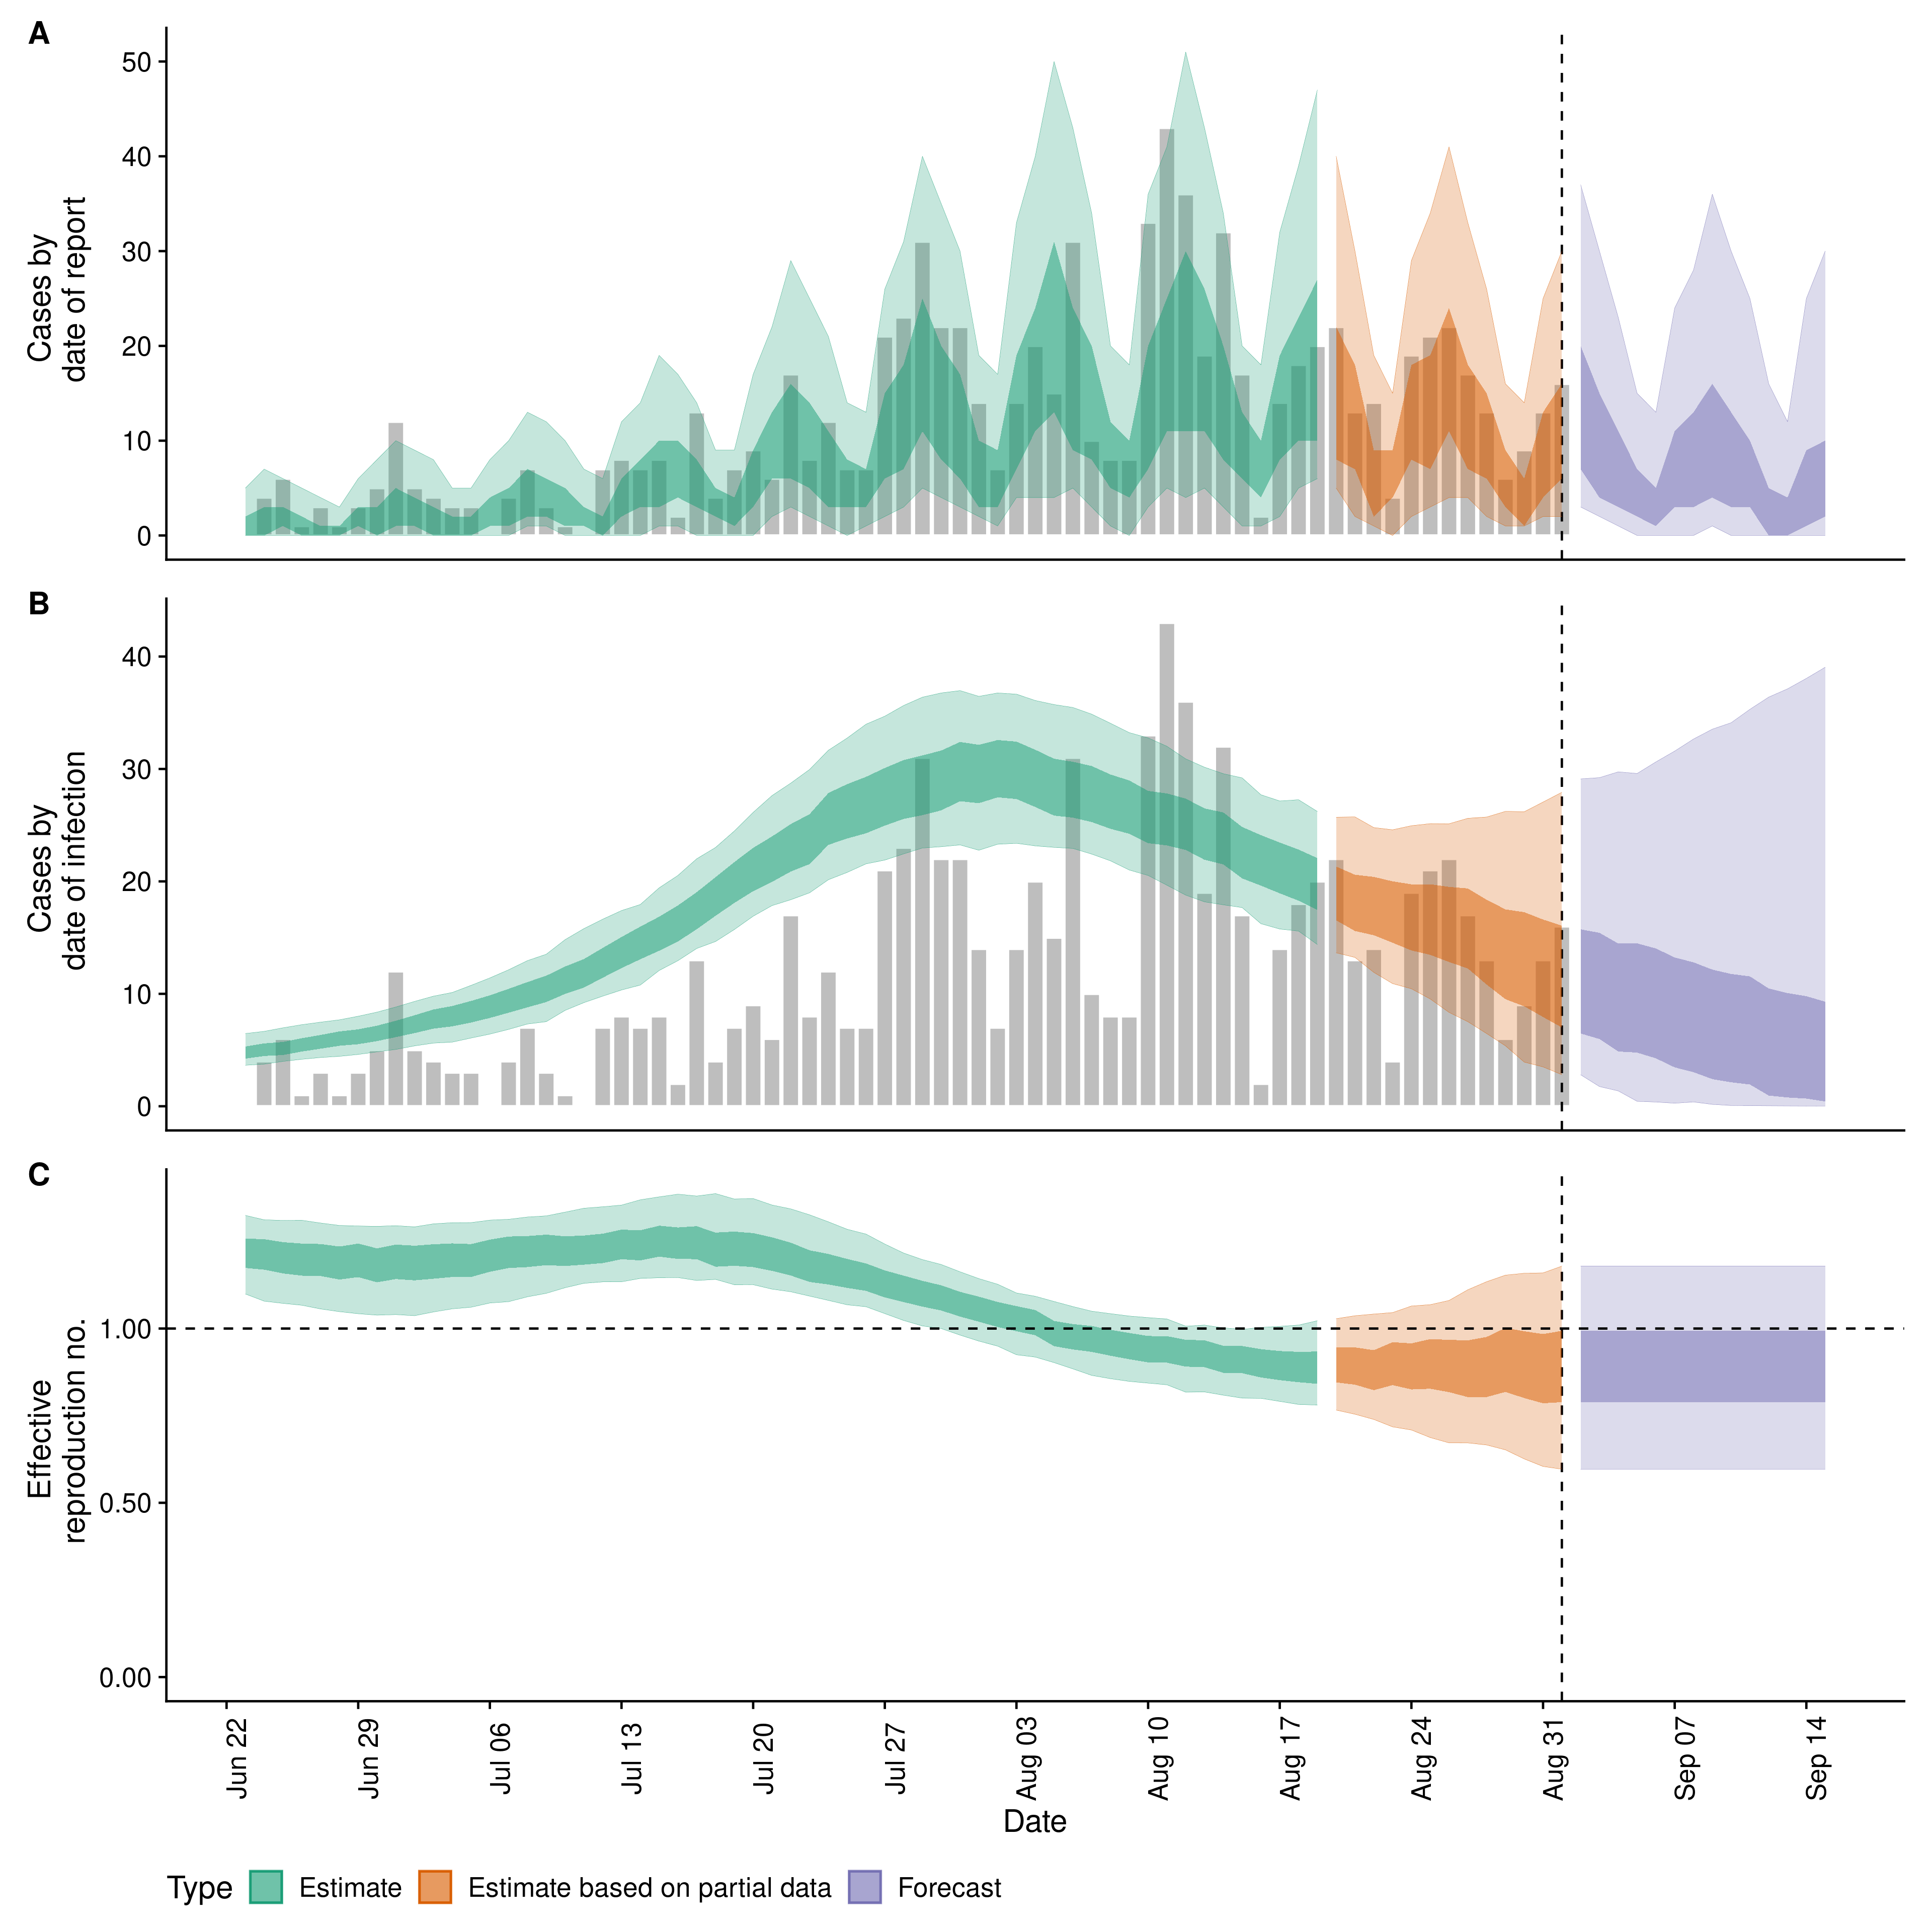 A
Cases by
date of report
50
40
30
20
10
0
B
Cases by
date of infection
40
30
20
10
0
C
Effective
reproduction no.
1.00
0.50
0.00
Jun 22
Jun 29
Jul 06
Jul 13
Jul 20
Jul 27
Aug 03
Aug 10
Aug 17
Aug 24
Aug 31
Sep 07
Sep 14
Date
Type Estimate Estimate based on partial data Forecast